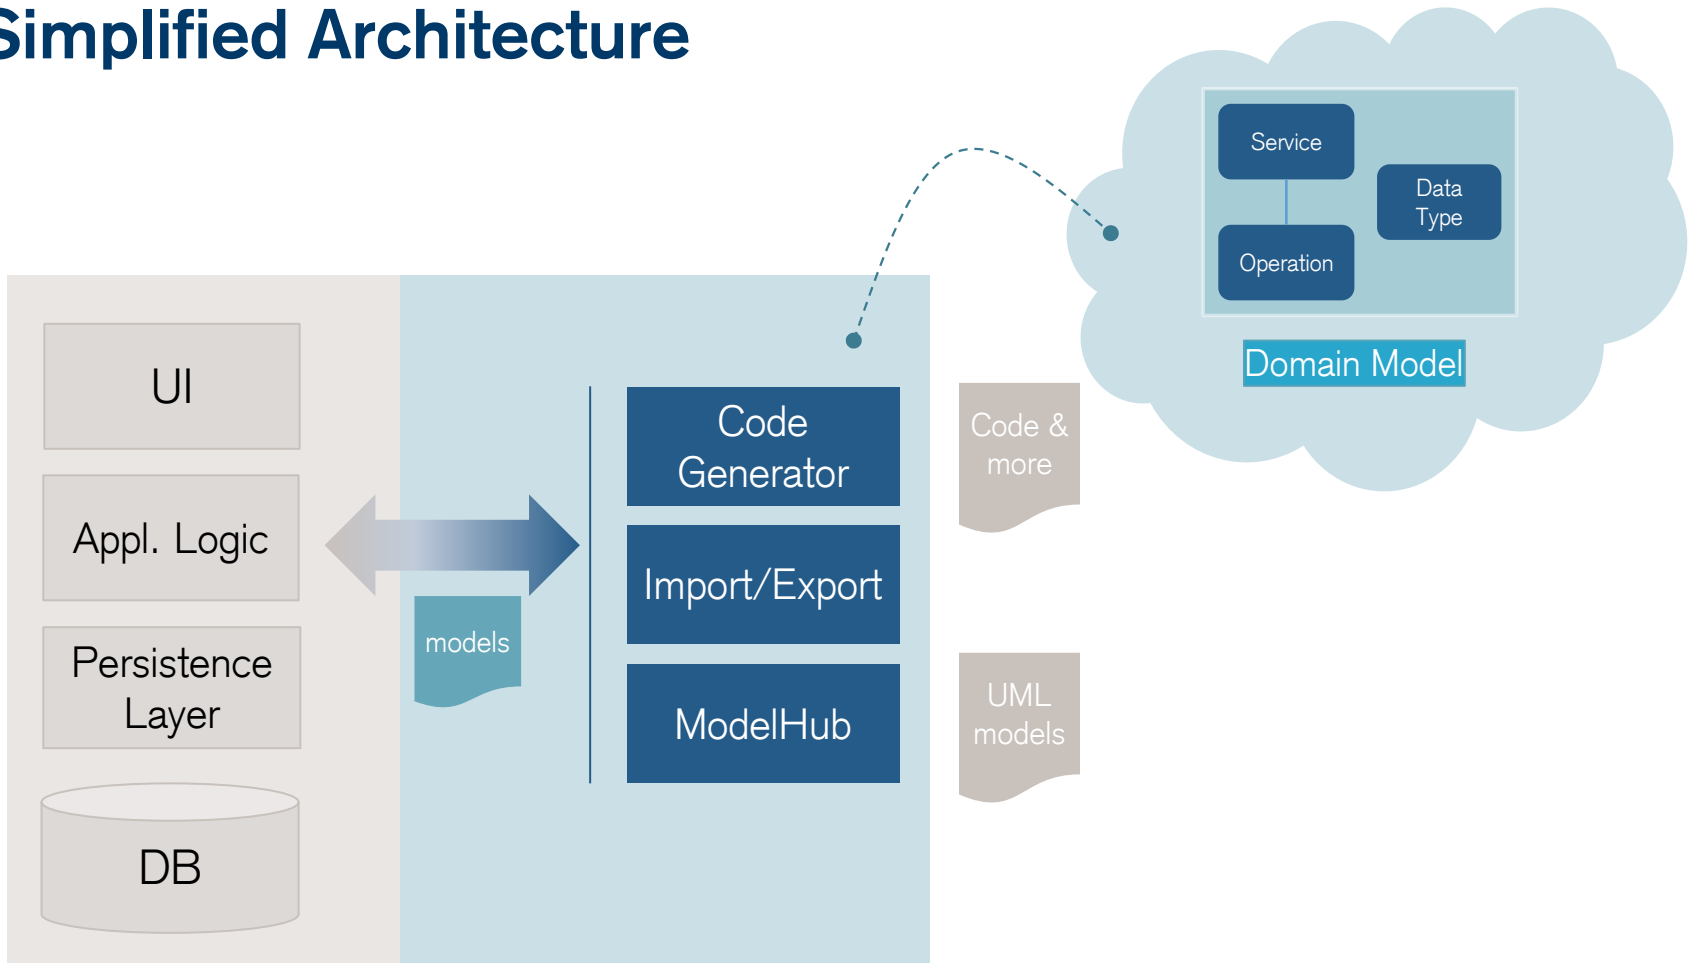 Simplified Architecture
Service
Data
Type
Operation
Domain Model
UI
Appl. Logic
Persistence
Layer
DB
models
Code
Generator
Import/Export
ModelHub
Code &
more
UML
models